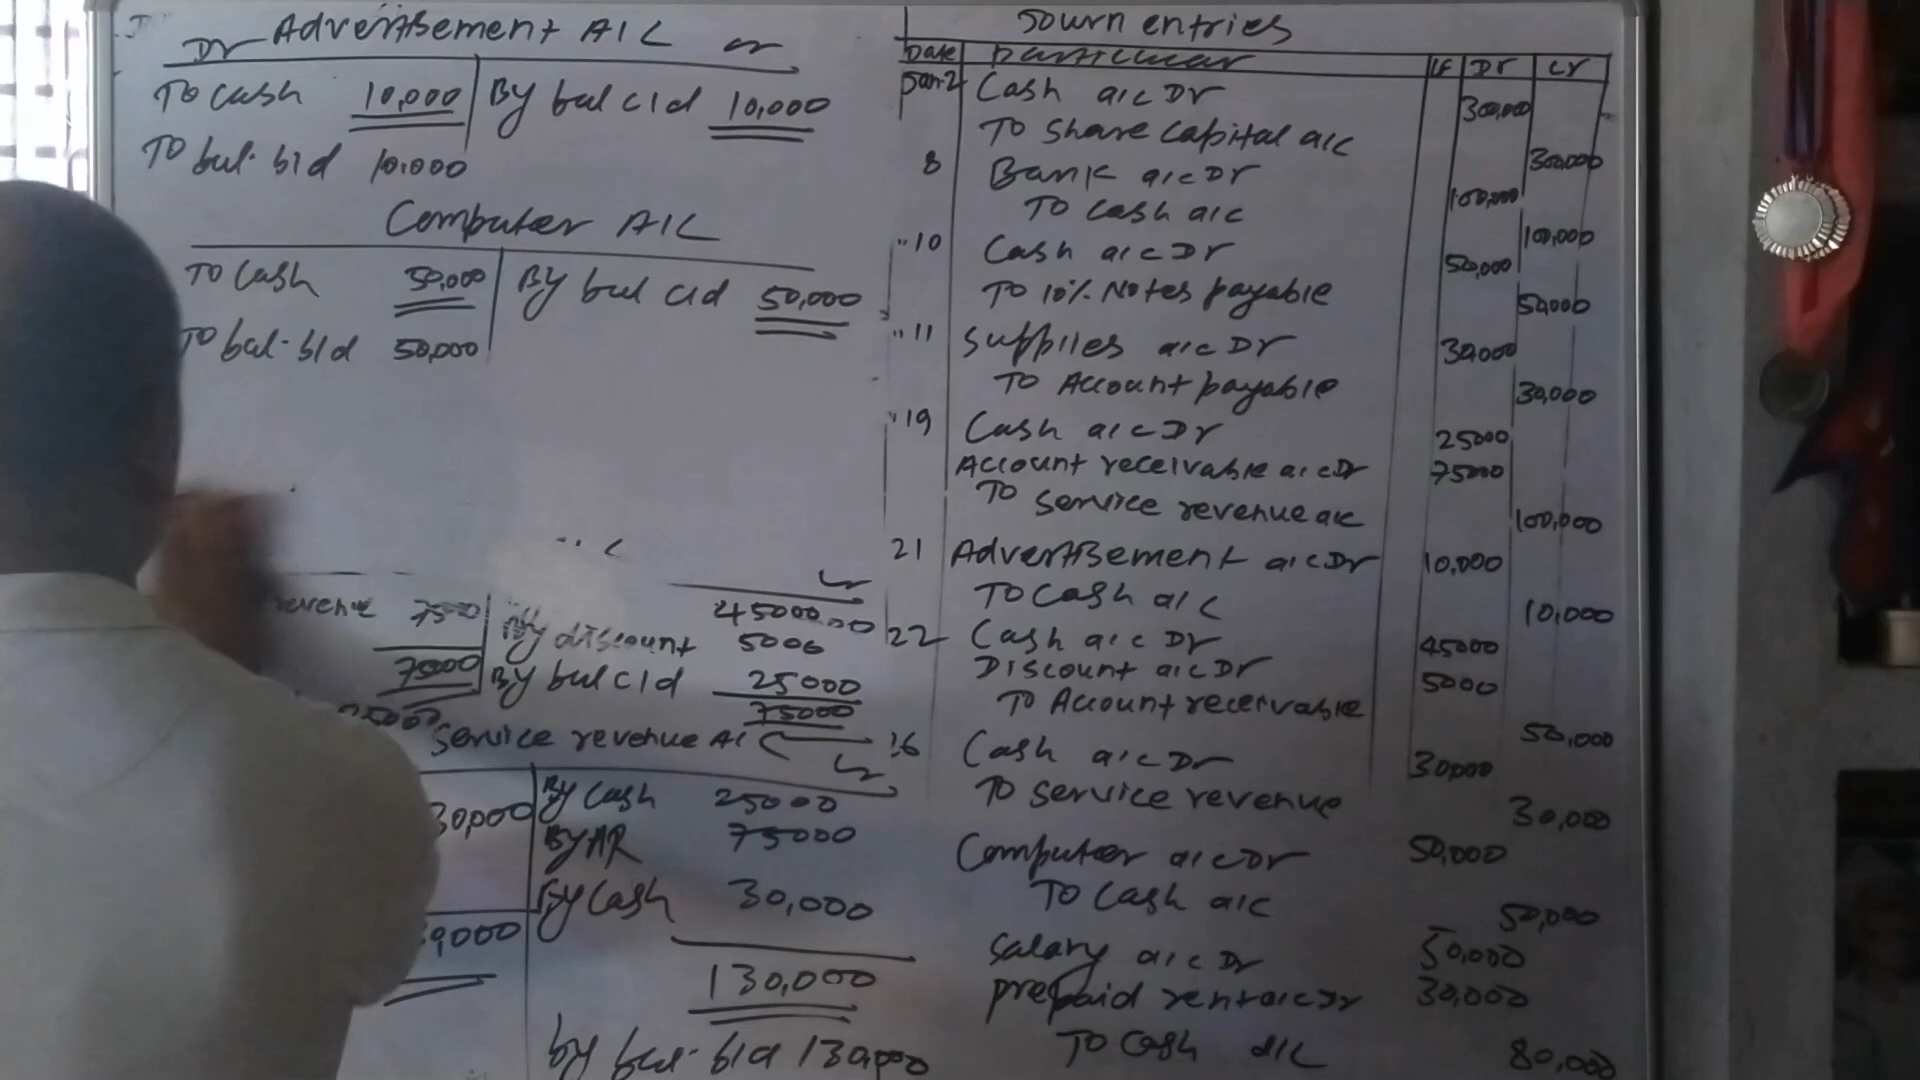 Advertisement A/C
Dr cr
To cash 10,000 By bal c/d 10,000
To bal. b/d 10,000
Computer A/C
To Cash 50,000 By bal c/d 50,000
To bal. b/d 50,000
revenue 7500 45000
By discount 5000
75000 By bal c/d 25000
75000
Service revenue A/C
30,000 By Cash 25000
By AR 75000
By Cash 30,000
130,000
by bal. b/d 130,000
Journ entries
Date particular LF Dr Cr
Jan-2 Cash a/c Dr 300,000
To Share Capital a/c 300,000
8 Bank a/c Dr 100,000
To Cash a/c 100,000
"10 Cash a/c Dr 50,000
To 10% Notes payable 50,000
"11 Supplies a/c Dr 30,000
To Account payable 30,000
"19 Cash a/c Dr 25000
Account receivable a/c Dr 75000
To service revenue a/c 100,000
21 Advertisement a/c Dr 10,000
To Cash a/c 10,000
22 Cash a/c Dr 45000
Discount a/c Dr 5000
To Account receivable 50,000
Cash a/c Dr 30,000
To service revenue 30,000
Computer a/c Dr 50,000
To Cash a/c 50,000
Salary a/c Dr 50,000
prepaid rent a/c Dr 30,000
To Cash a/c 80,000